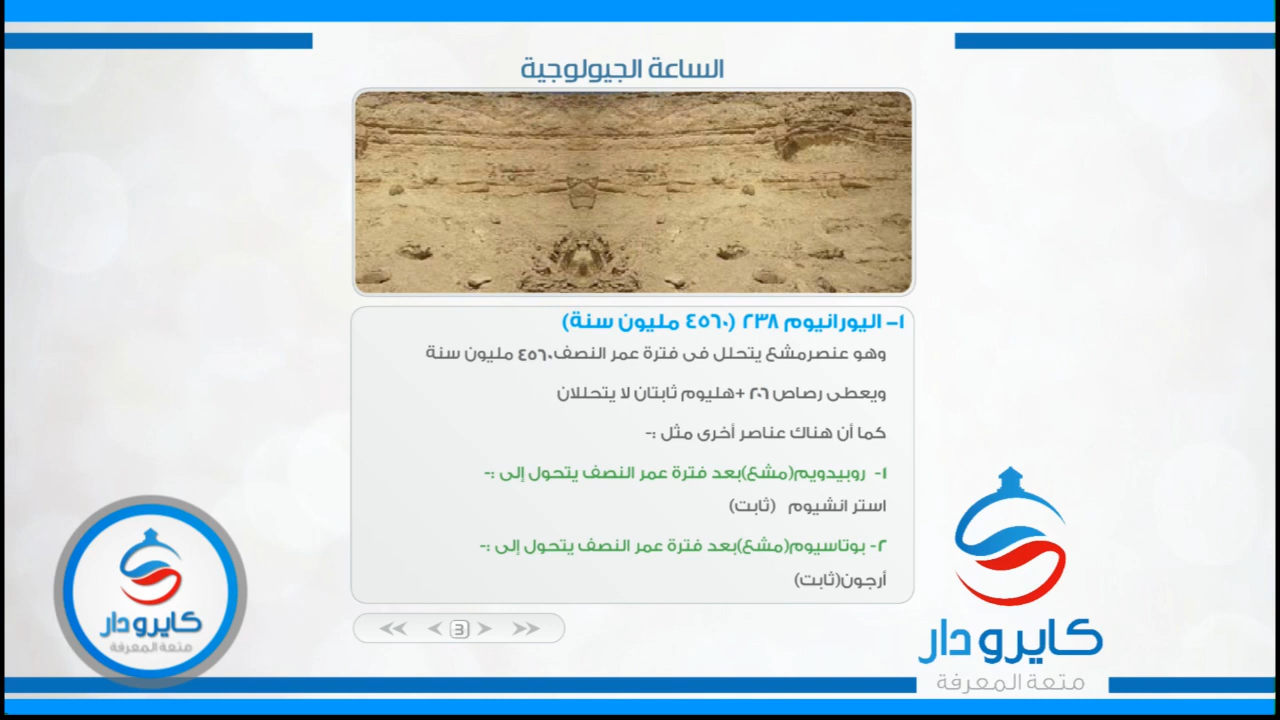 الساعة الجيولوجية
١- اليورانيوم ٢٣٨ (٤٥٦٠ مليون سنة)
وهو عنصرمشع يتحلل فى فترة عمر النصف٤٥٦٠ مليون سنة
ويعطى رصاص ٢٠٦ +هليوم ثابتان لا يتحللان
كما أن هناك عناصر أخرى مثل :-
١- روبيدويم(مشع)بعد فترة عمر النصف يتحول إلى :-
استر انشيوم (ثابت)
٢- بوتاسيوم(مشع)بعد فترة عمر النصف يتحول إلى :-
أرجون(ثابت)
3
كايرو دار
متعة المعرفة
كايرو دار
متعة المعرفة